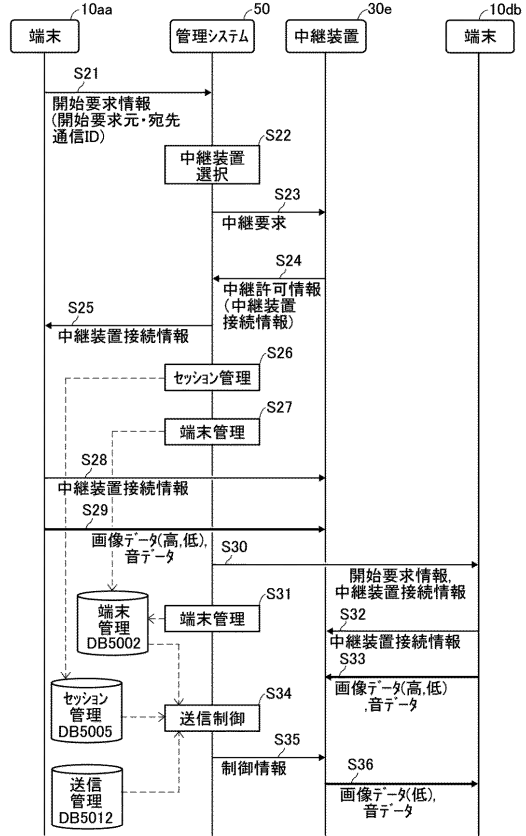 10aa
50
30e
10db
端末
管理システム
中継装置
端末
S21
開始要求情報
(開始要求元・宛先
通信ID)
S22
中継装置
選択
S23
中継要求
S24
中継許可情報
(中継装置
接続情報)
S25
中継装置接続情報
S26
セッション管理
S27
端末管理
S28
中継装置接続情報
S29
画像データ(高,低),
音データ
S30
開始要求情報,
中継装置接続情報
S31
端末管理
端末
管理
DB5002
S32
中継装置接続情報
S33
画像データ(高,低)
,音データ
S34
送信制御
セッション
管理
DB5005
S35
制御情報
S36
画像データ(低),
音データ
送信
管理
DB5012